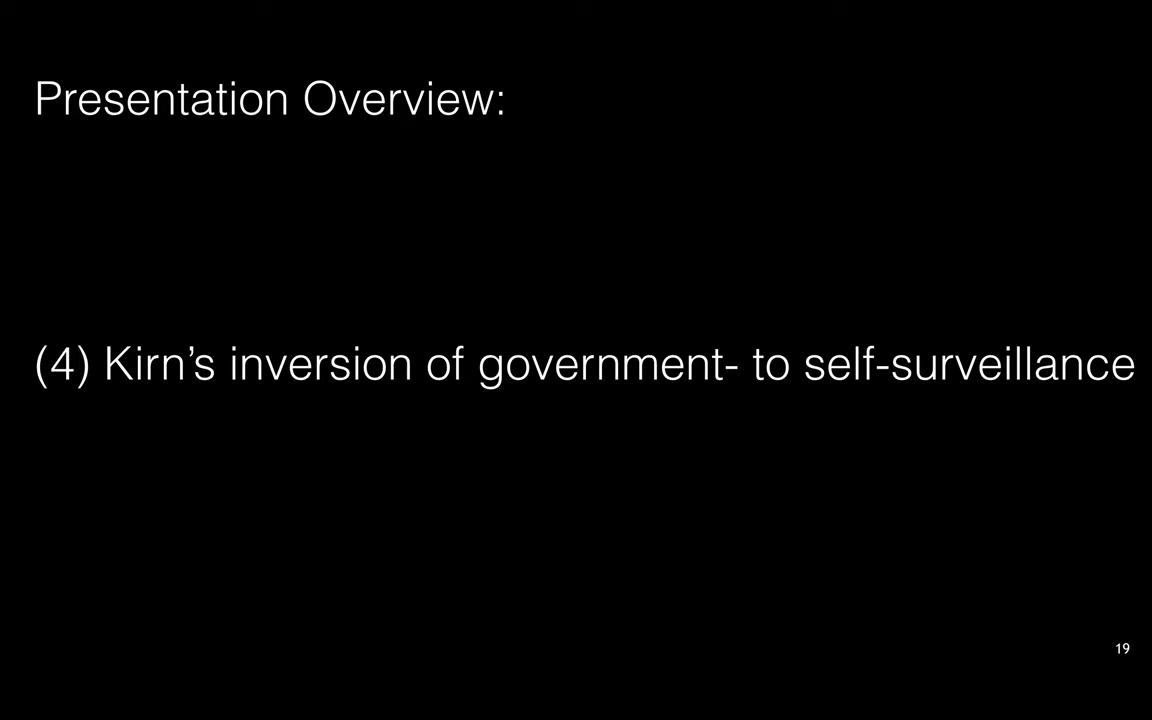 Presentation Overview:
(4) Kirn’s inversion of government- to self-surveillance
19